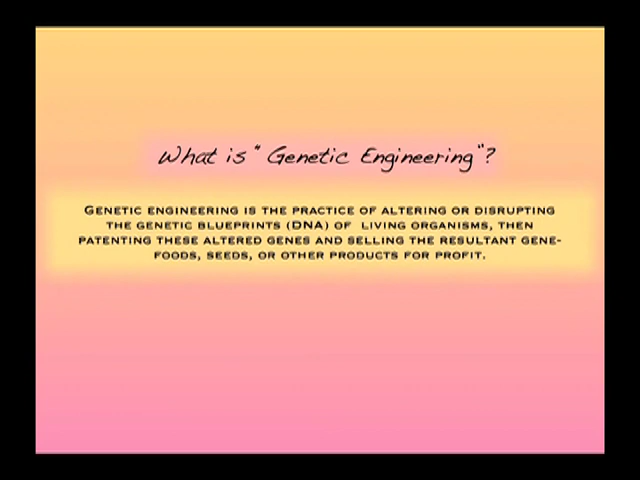 What is " Genetic Engineering"?
Genetic engineering is the practice of altering or disrupting
the genetic blueprints (DNA) of living organisms, then
patenting these altered genes and selling the resultant gene-
foods, seeds, or other products for profit.